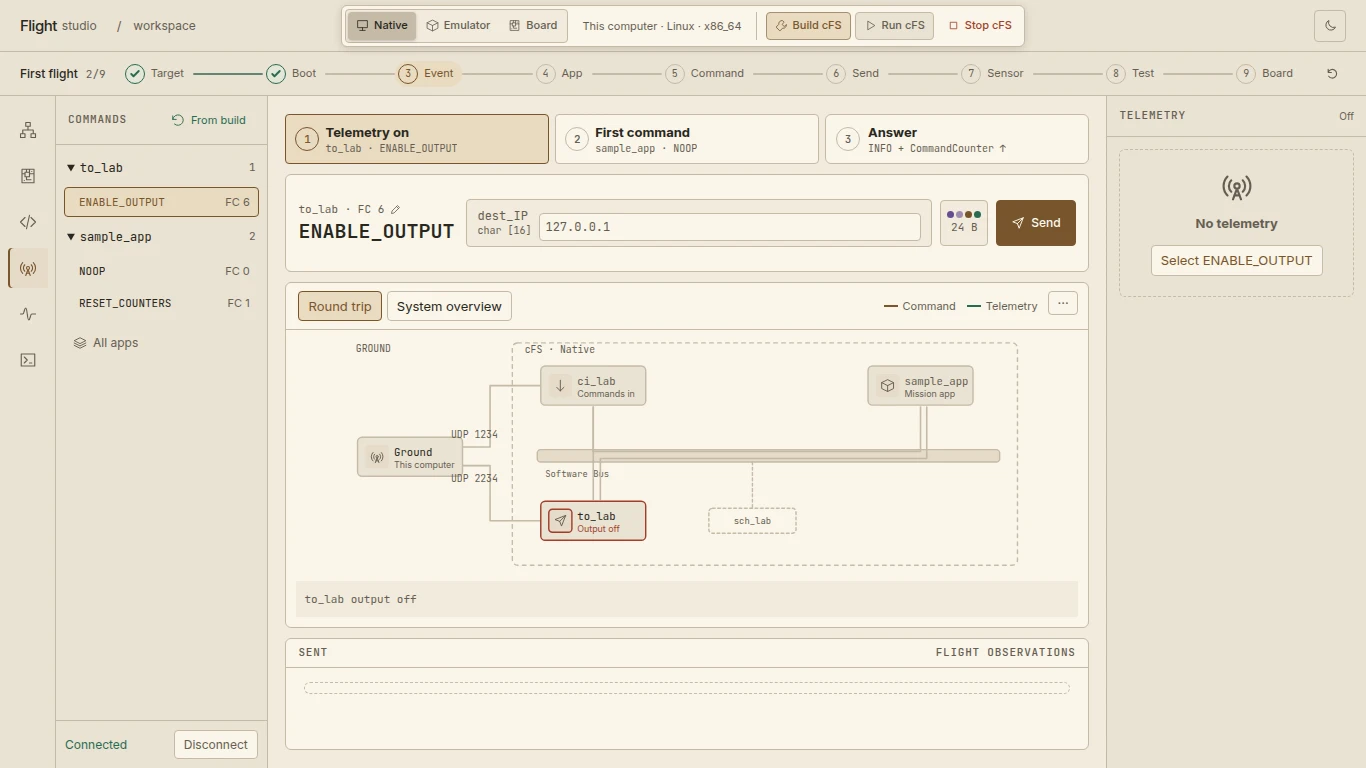 Flight studio / workspace
Native Emulator Board This computer · Linux · x86_64 Build cFS Run cFS Stop cFS
First flight 2/9 Target Boot 3 Event 4 App 5 Command 6 Send 7 Sensor 8 Test 9 Board
COMMANDS From build
to_lab 1
ENABLE_OUTPUT FC 6
sample_app 2
NOOP FC 0
RESET_COUNTERS FC 1
All apps
Connected Disconnect
1 Telemetry on
to_lab · ENABLE_OUTPUT
2 First command
sample_app · NOOP
3 Answer
INFO + CommandCounter ↑
to_lab · FC 6
ENABLE_OUTPUT
dest_IP
char [16] 127.0.0.1
24 B
Send
Round trip System overview Command Telemetry ...
GROUND
cFS · Native
ci_lab
Commands in
sample_app
Mission app
UDP 1234
Ground
This computer
UDP 2234
Software Bus
to_lab
Output off
sch_lab
to_lab output off
SENT FLIGHT OBSERVATIONS
TELEMETRY Off
No telemetry
Select ENABLE_OUTPUT